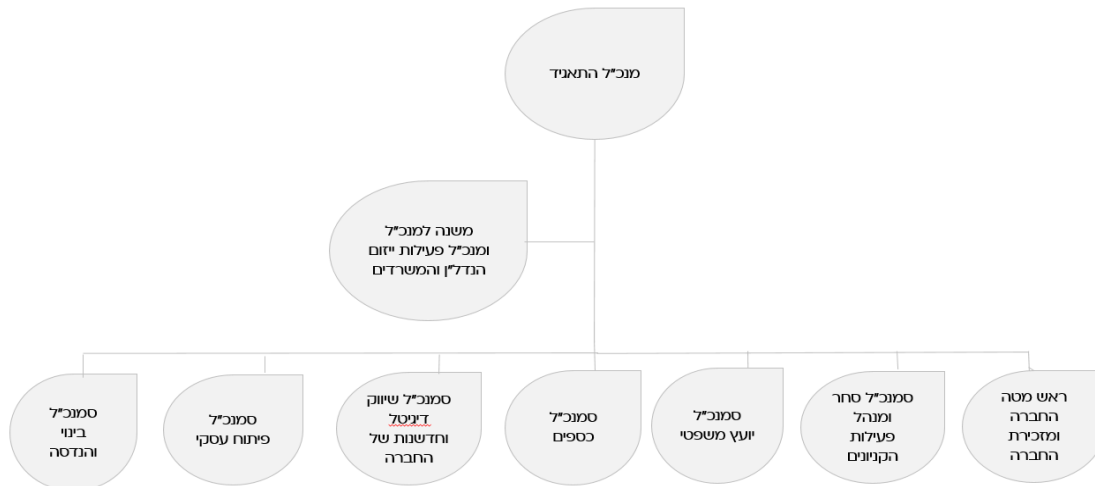 מנכ"ל התאגיד
משנה למנכ"ל
ומנכ"ל פעילות ייזום
הנדל"ן והמשרדים
ראש מטה
החברה
ומזכירת
החברה
סמנכ"ל סחר
ומנהל
פעילות
הקניונים
סמנכ"ל
יועץ משפטי
סמנכ"ל
כספים
סמנכ"ל שיווק
דיגיטל
וחדשנות של
החברה
סמנכ"ל
פיתוח עסקי
סמנכ"ל
בינוי
והנדסה